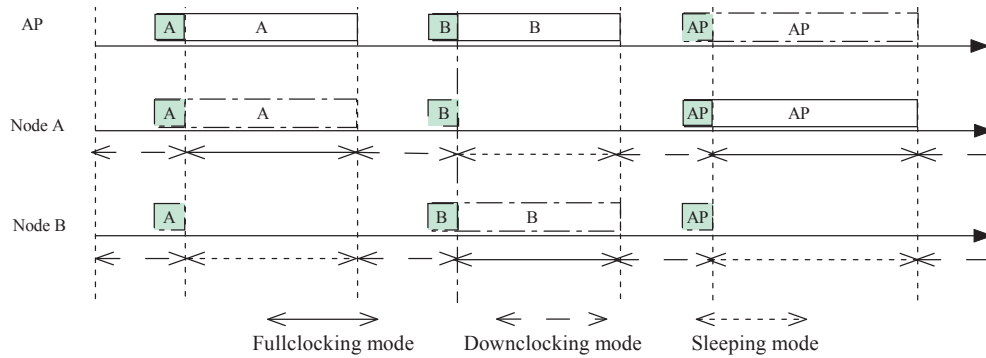 AP A A B B AP AP
Node A A A B AP AP
Node B A B B AP
Fullclocking mode Downclocking mode Sleeping mode